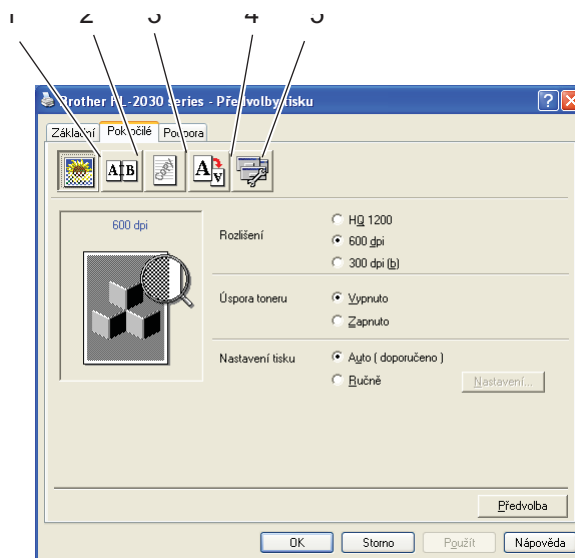 1 2 3 4 5
Brother HL-2030 series - Předvolby tisku
Základní Pokročilé Podpora
A B COPY A A
600 dpi
Rozlišení
HQ 1200
600 dpi
300 dpi (b)
Úspora toneru
Vypnuto
Zapnuto
Nastavení tisku
Auto ( doporučeno )
Ručně
Nastavení...
Předvolba
OK Storno Použít Nápověda